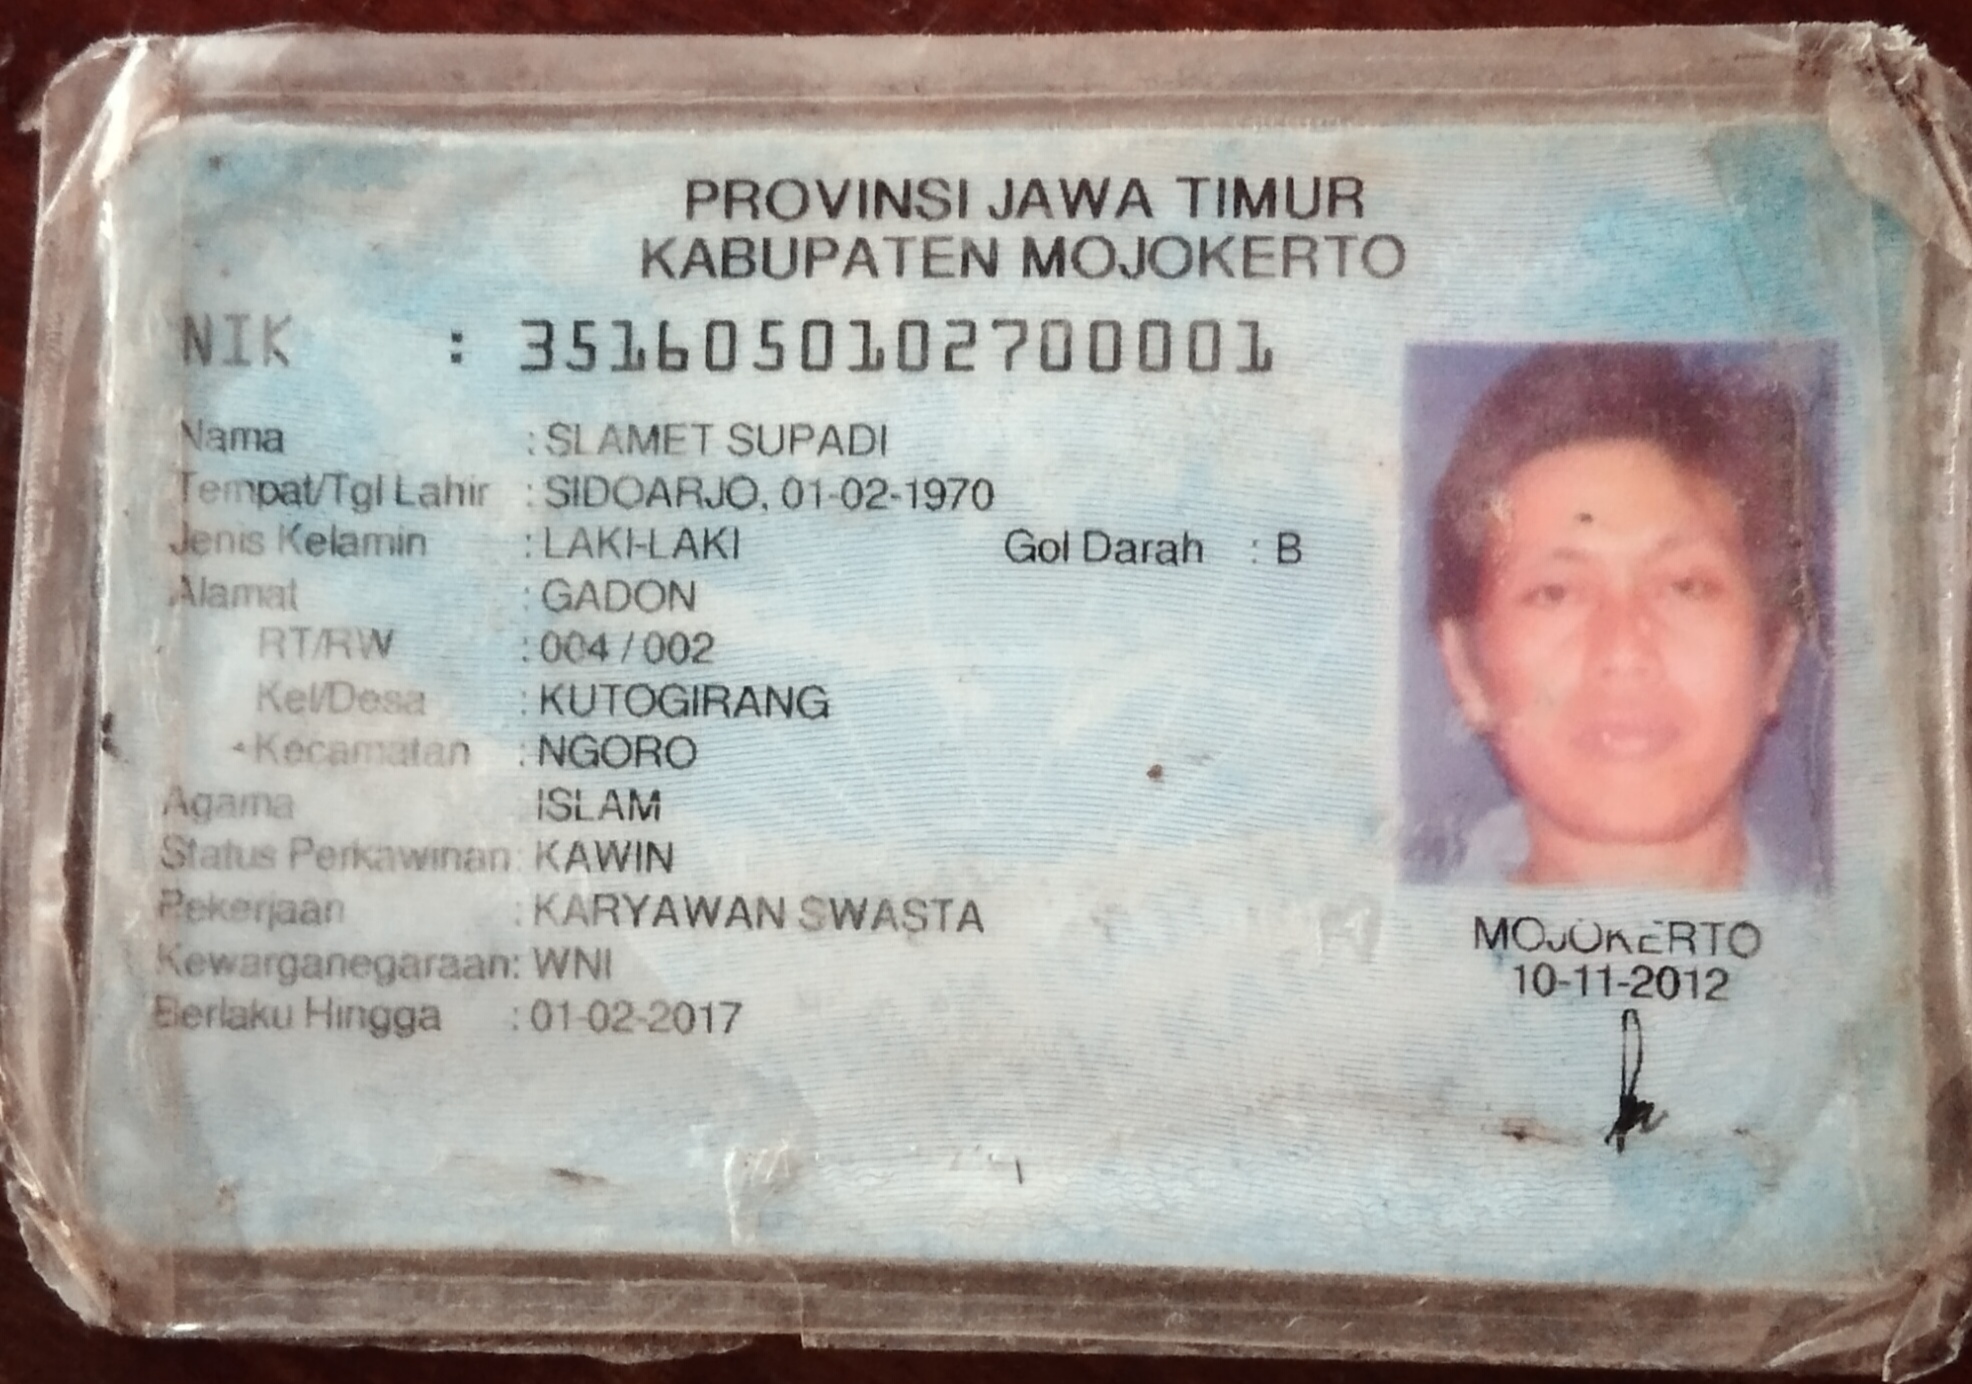 PROVINSI JAWA TIMUR
KABUPATEN MOJOKERTO
NIK : 3516050102700001
Nama : SLAMET SUPADI
Tempat/Tgl Lahir : SIDOARJO, 01-02-1970
Jenis Kelamin : LAKI-LAKI Gol Darah : B
Alamat : GADON
RT/RW : 004 / 002
Kel/Desa : KUTOGIRANG
Kecamatan : NGORO
Agama ISLAM
Status Perkawinan : KAWIN
Pekerjaan : KARYAWAN SWASTA
Kewarganegaraan : WNI
Berlaku Hingga : 01-02-2017
MOJOKERTO
10-11-2012